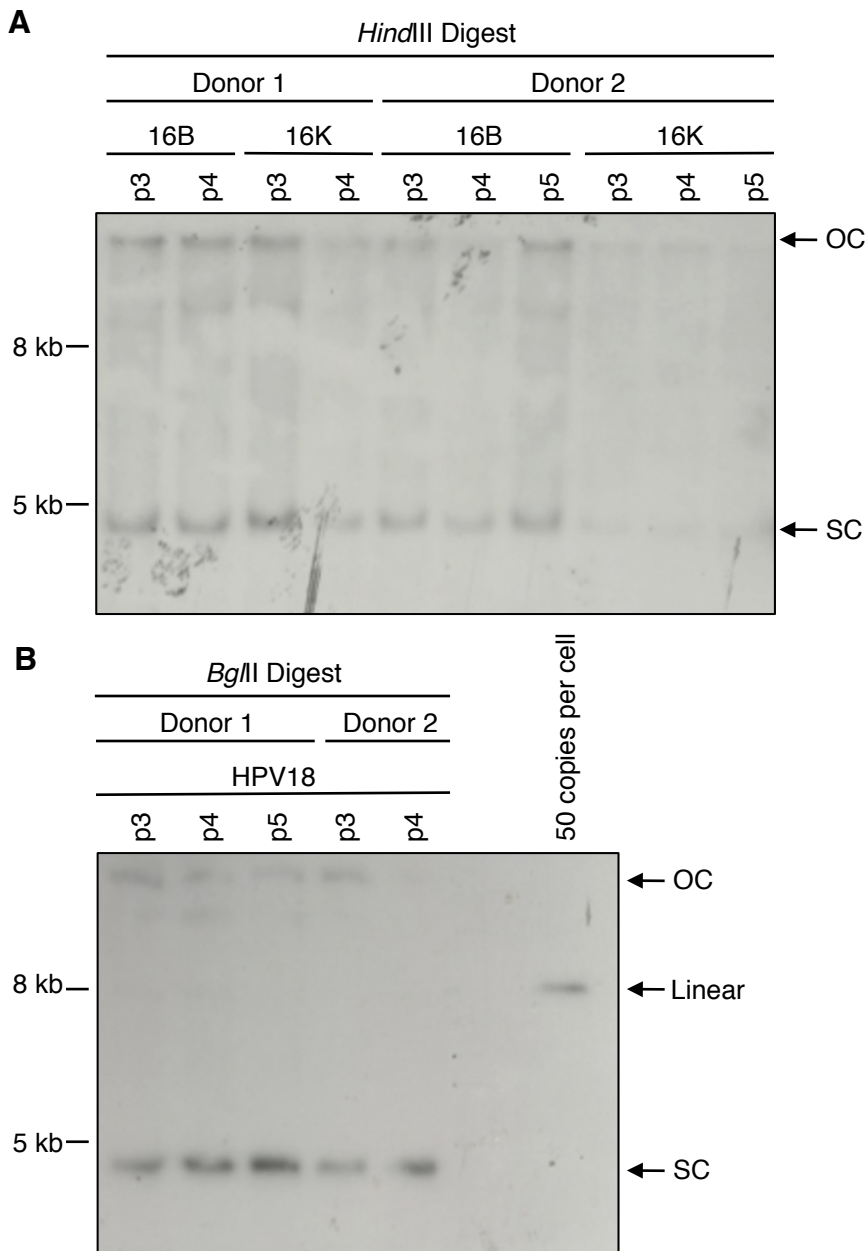 A
HindIII Digest
Donor 1 Donor 2
16B 16K 16B 16K
p3 p4 p3 p4 p3 p4 p5 p3 p4 p5
OC
8 kb
5 kb
SC
B
BglII Digest
Donor 1 Donor 2
HPV18
p3 p4 p5 p3 p4 50 copies per cell
OC
8 kb Linear
5 kb
SC